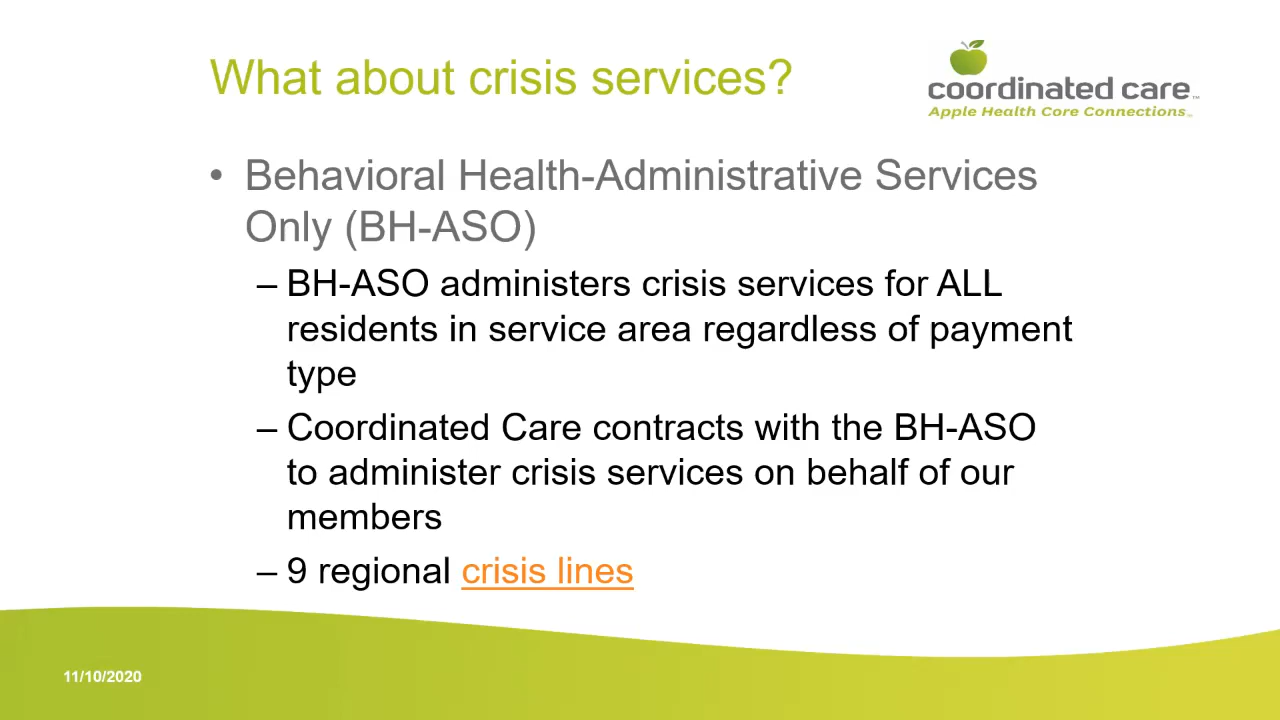 What about crisis services?
coordinated care™
Apple Health Core Connections™
• Behavioral Health-Administrative Services
Only (BH-ASO)
– BH-ASO administers crisis services for ALL
residents in service area regardless of payment
type
– Coordinated Care contracts with the BH-ASO
to administer crisis services on behalf of our
members
– 9 regional crisis lines
11/10/2020